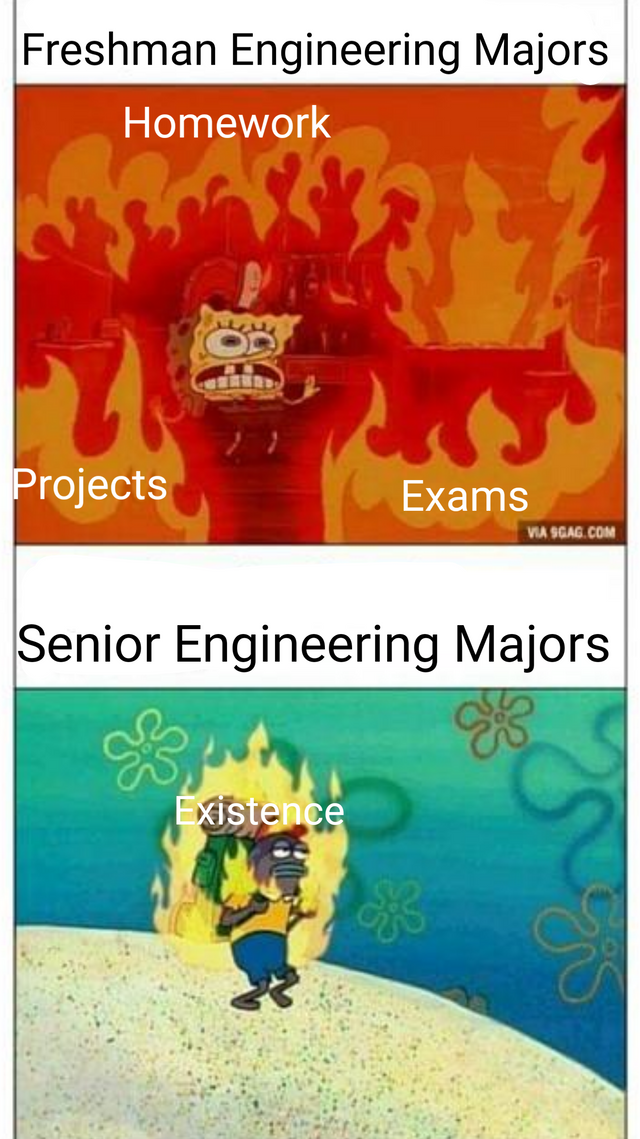 Freshman Engineering Majors
Homework
Projects
Exams
VIA 9GAG.COM
Senior Engineering Majors
Existence